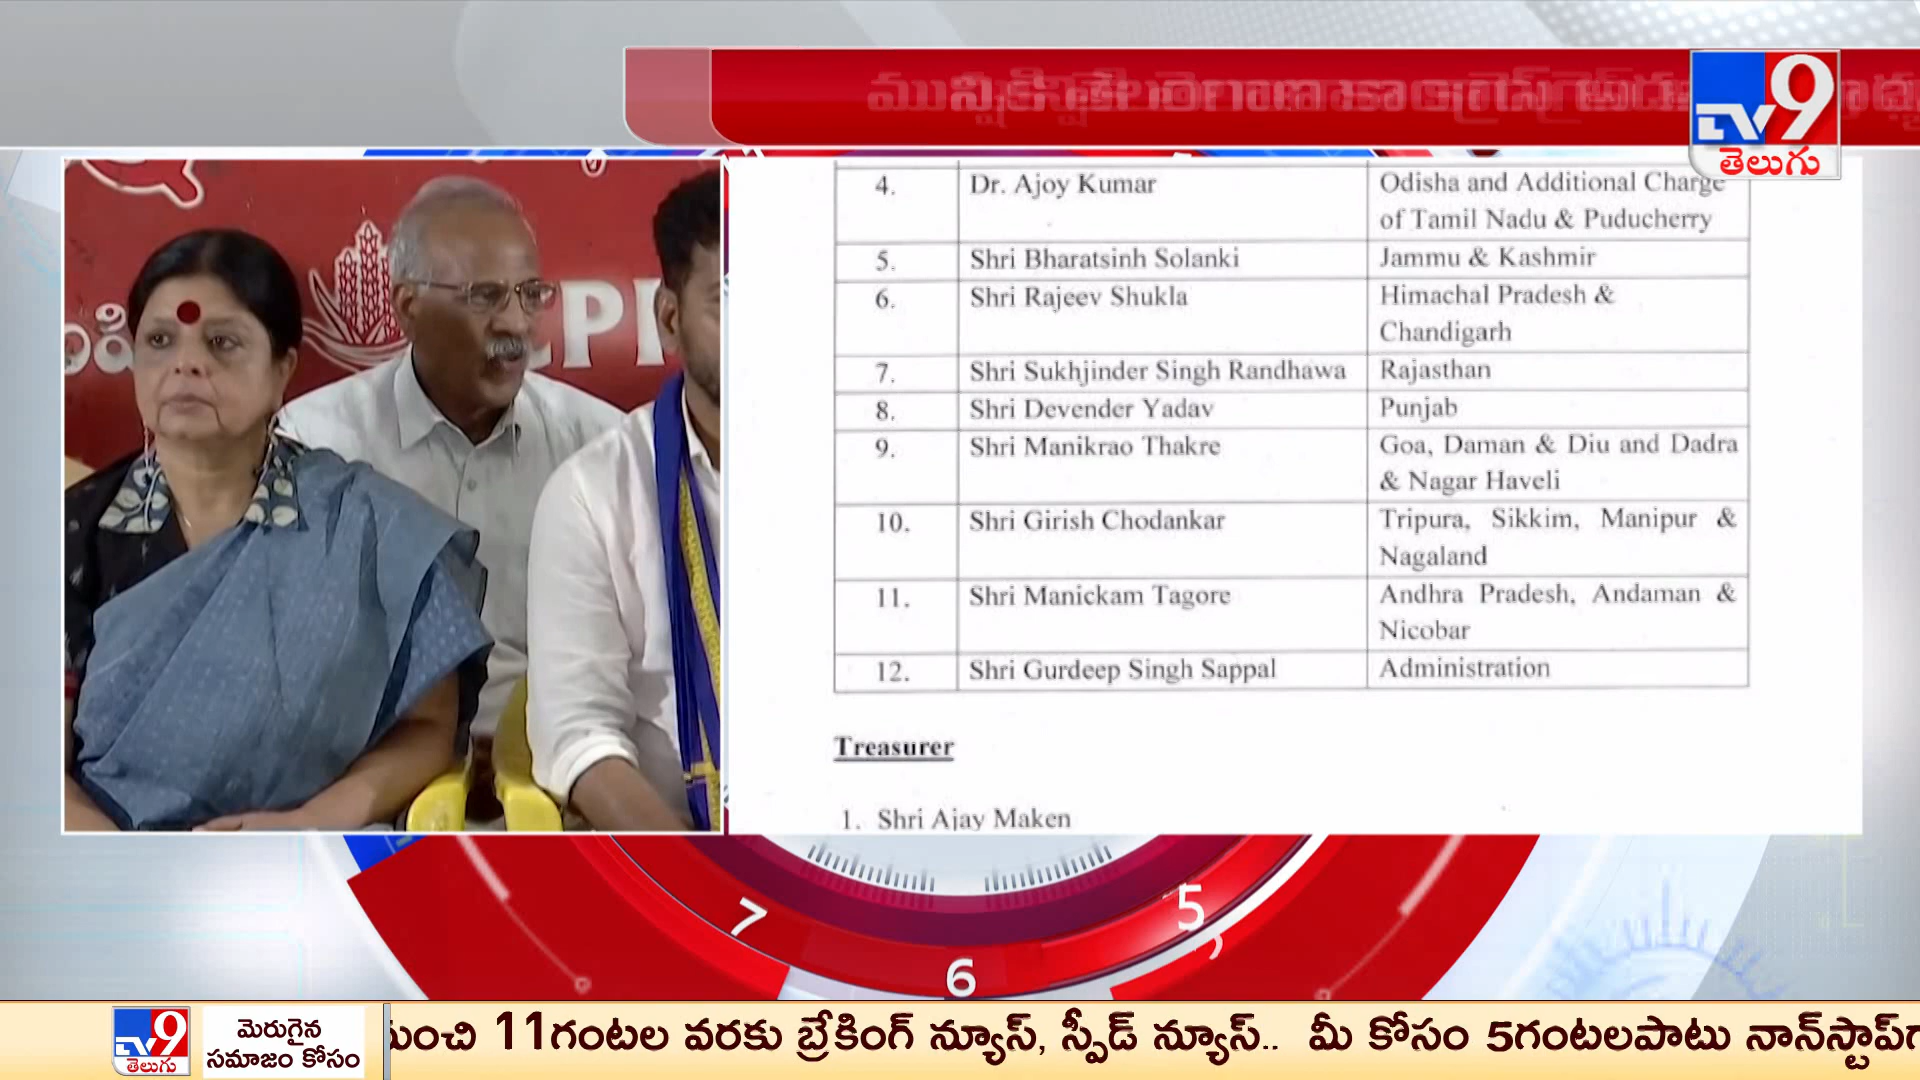 TV9
తెలుగు
CPI
4. Dr. Ajoy Kumar Odisha and Additional Charge
of Tamil Nadu & Puducherry
5. Shri Bharatsinh Solanki Jammu & Kashmir
6. Shri Rajeev Shukla Himachal Pradesh &
Chandigarh
7. Shri Sukhjinder Singh Randhawa Rajasthan
8. Shri Devender Yadav Punjab
9. Shri Manikrao Thakre Goa, Daman & Diu and Dadra
& Nagar Haveli
10. Shri Girish Chodankar Tripura, Sikkim, Manipur &
Nagaland
11. Shri Manickam Tagore Andhra Pradesh, Andaman &
Nicobar
12. Shri Gurdeep Singh Sappal Administration
Treasurer
1. Shri Ajay Maken
7
6
5
TV9
తెలుగు
మెరుగైన
సమాజం కోసం
11గంటల వరకు బ్రేకింగ్ న్యూస్, స్పీడ్ న్యూస్.. మీ కోసం 5గంటలపాటు